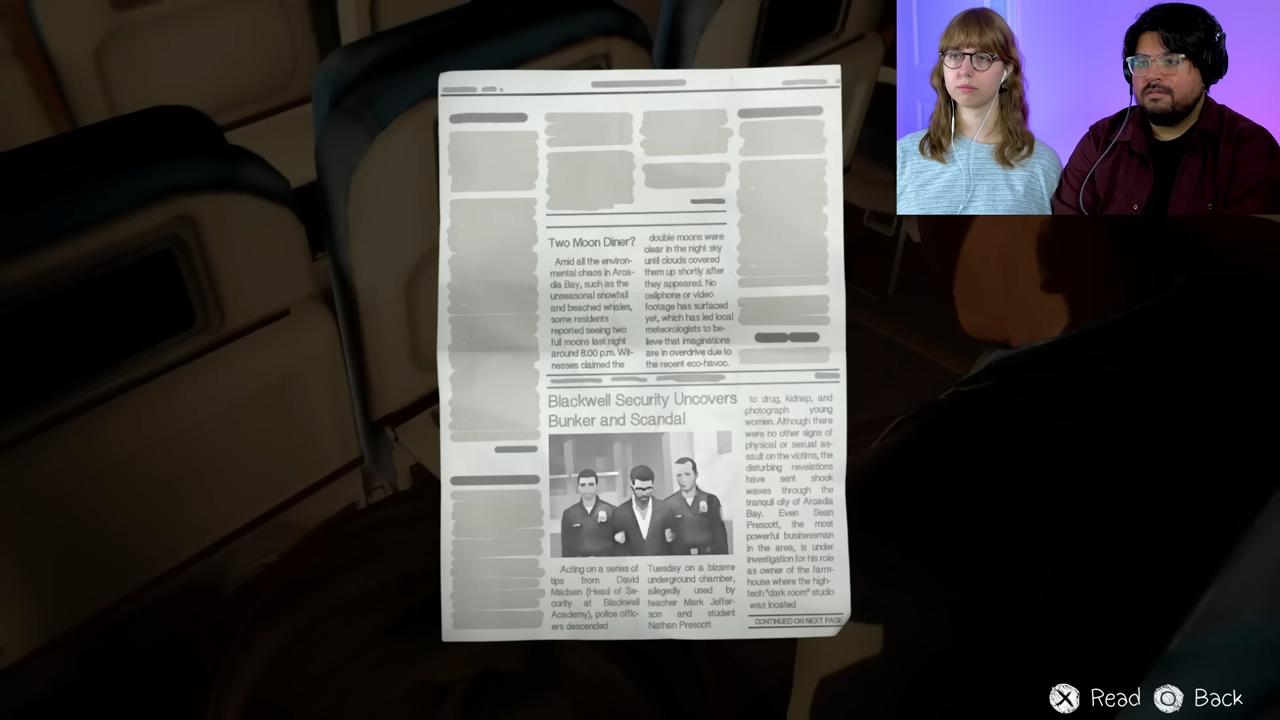 Two Moon Diner?
Amid all the environ-
mental chaos in Arca-
dia Bay, such as the
unseasonal snowfall
and beached whales,
some residents
reported seeing two
full moons last night
around 8:00 p.m. Wit-
nesses claimed the
double moons were
clear in the night sky
until clouds covered
them up shortly after
they appeared. No
cellphone or video
footage has surfaced
yet, which has led local
meteorologists to be-
lieve that imaginations
are in overdrive due to
the recent eco-havoc.
Blackwell Security Uncovers
Bunker and Scandal
Acting on a series of
tips from David
Madsen (Head of Se-
curity at Blackwell
Academy), police offic-
ers descended
Tuesday on a bizarre
underground chamber,
allegedly used by
teacher Mark Jeffer-
son and student
Nathan Prescott
to drug, kidnap, and
photograph young
women. Although there
were no other signs of
physical or sexual as-
sault on the victims, the
disturbing revelations
have sent shock
waves through the
tranquil city of Arcadia
Bay. Even Sean
Prescott, the most
powerful businessman
in the area, is under
investigation for his role
as owner of the farm-
house where the high-
tech "dark room" studio
was located
CONTINUED ON NEXT PAGE
Read Back